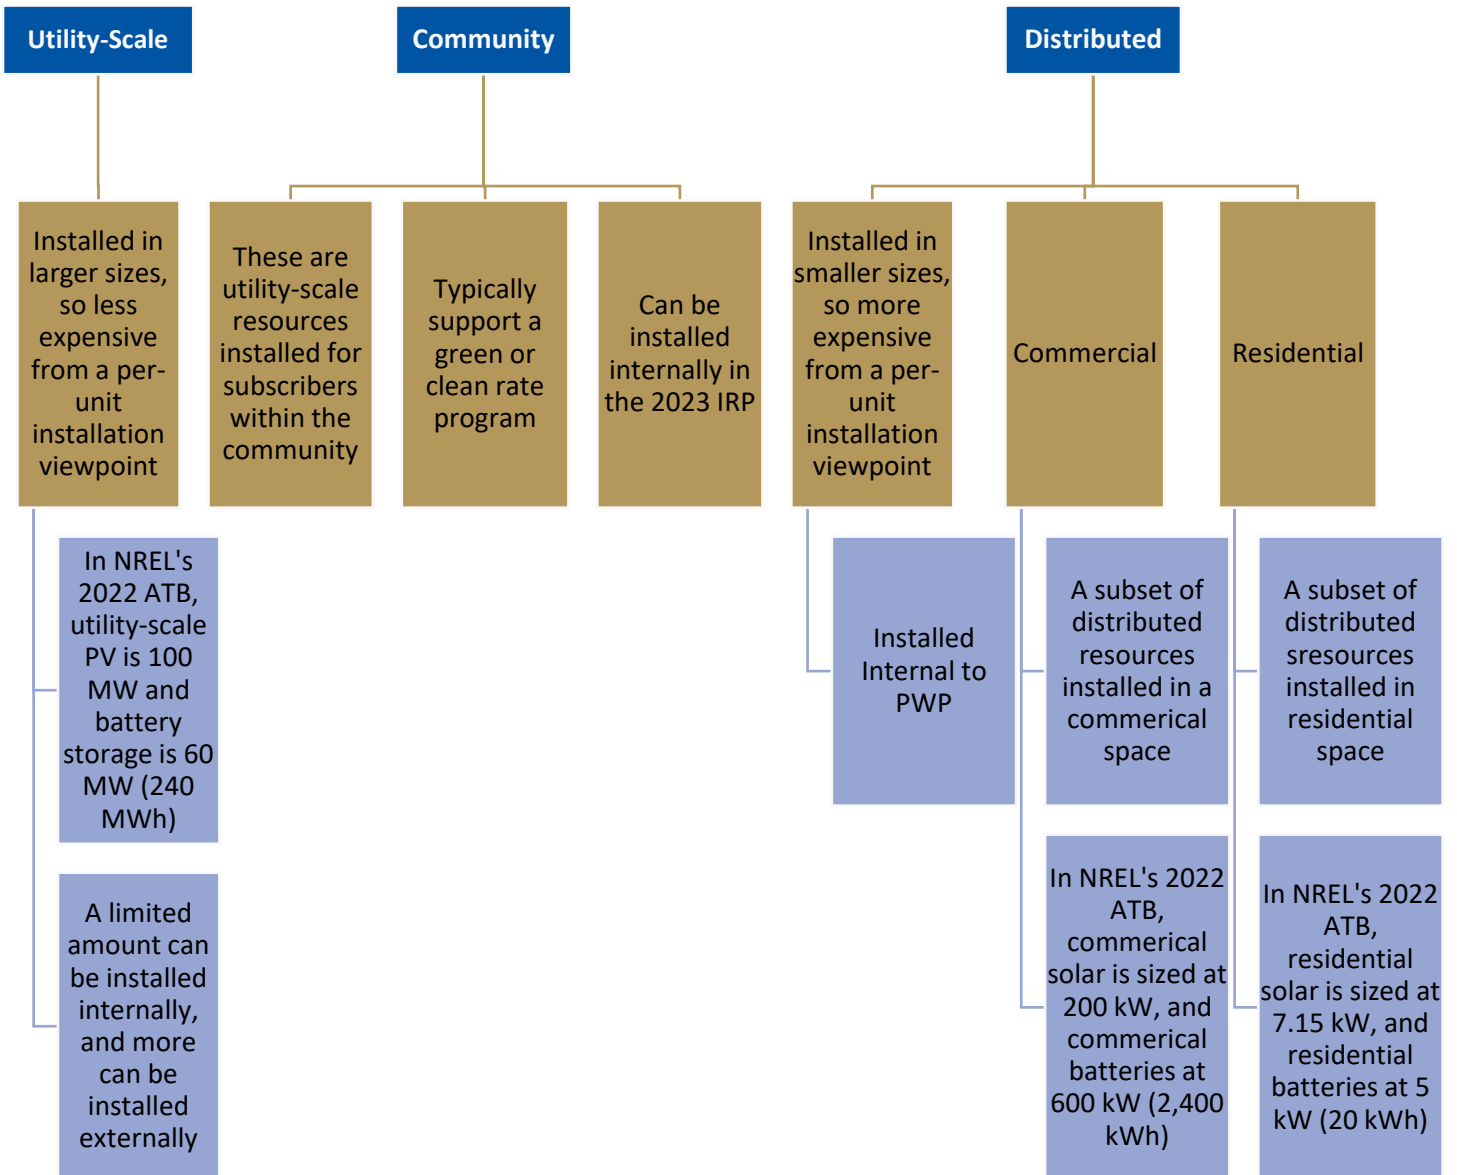 Utility-Scale
Community
Distributed
Installed in
larger sizes,
so less
expensive
from a per-
unit
installation
viewpoint
These are
utility-scale
resources
installed for
subscribers
within the
community
Typically
support a
green or
clean rate
program
Can be
installed
internally in
the 2023 IRP
Installed in
smaller sizes,
so more
expensive
from a per-
unit
installation
viewpoint
Commercial
Residential
In NREL's
2022 ATB,
utility-scale
PV is 100
MW and
battery
storage is 60
MW (240
MWh)
A limited
amount can
be installed
internally,
and more
can be
installed
externally
Installed
Internal to
PWP
A subset of
distributed
resources
installed in a
commerical
space
In NREL's 2022
ATB,
commerical
solar is sized at
200 kW, and
commerical
batteries at
600 kW (2,400
kWh)
A subset of
distributed
sresources
installed in
residential
space
In NREL's 2022
ATB,
residential
solar is sized at
7.15 kW, and
residential
batteries at 5
kW (20 kWh)